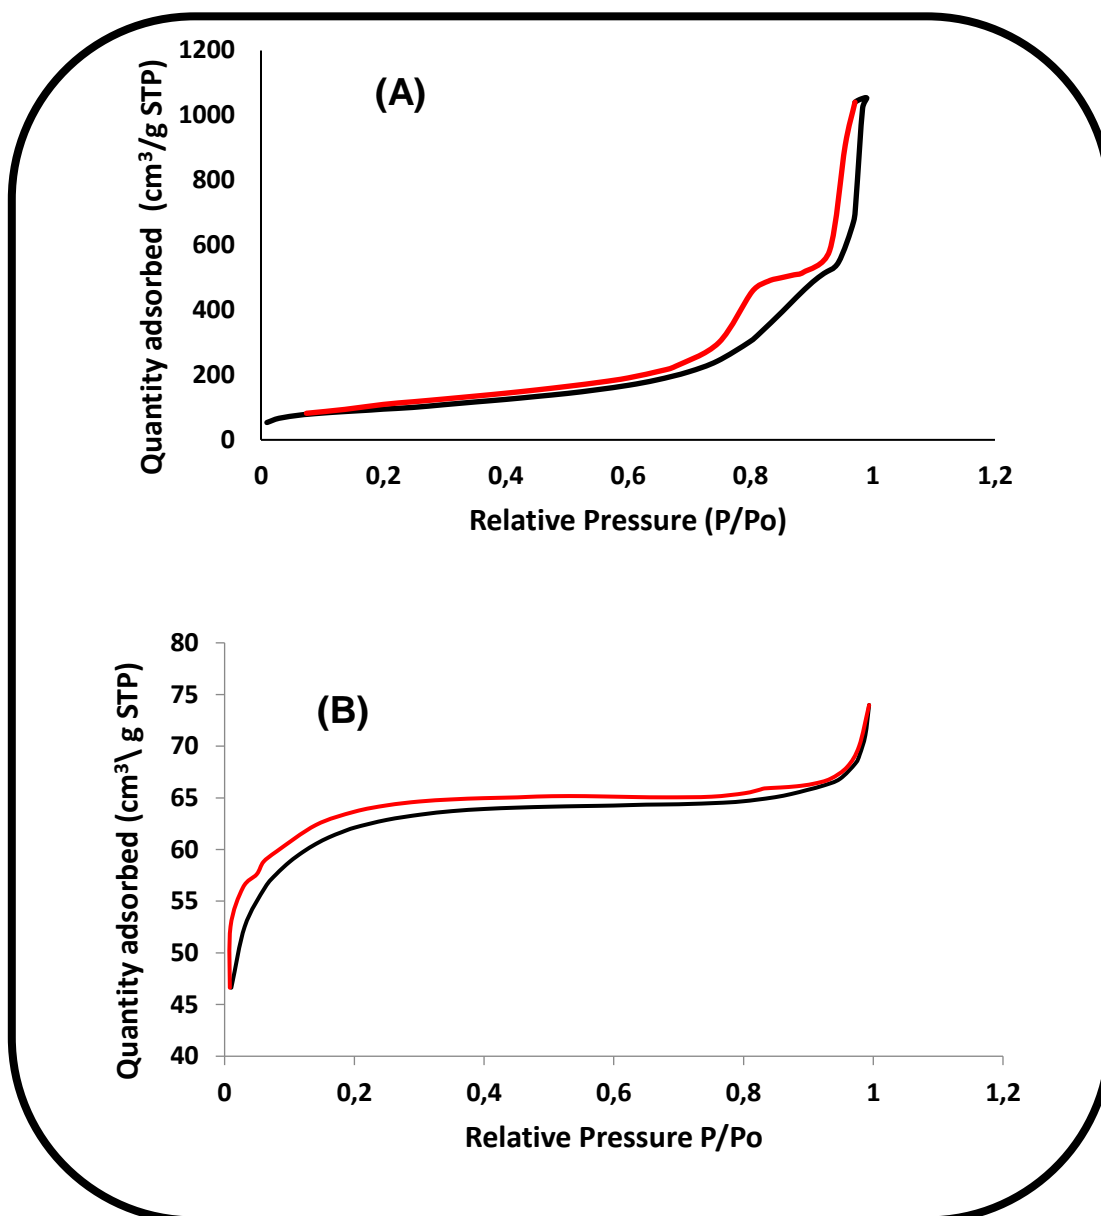 (A)
Quantity adsorbed (cm³/g STP)
1200
1000
800
600
400
200
0
0 0,2 0,4 0,6 0,8 1 1,2
Relative Pressure (P/Po)
(B)
Quantity adsorbed (cm³\ g STP)
80
75
70
65
60
55
50
45
40
0 0,2 0,4 0,6 0,8 1 1,2
Relative Pressure P/Po